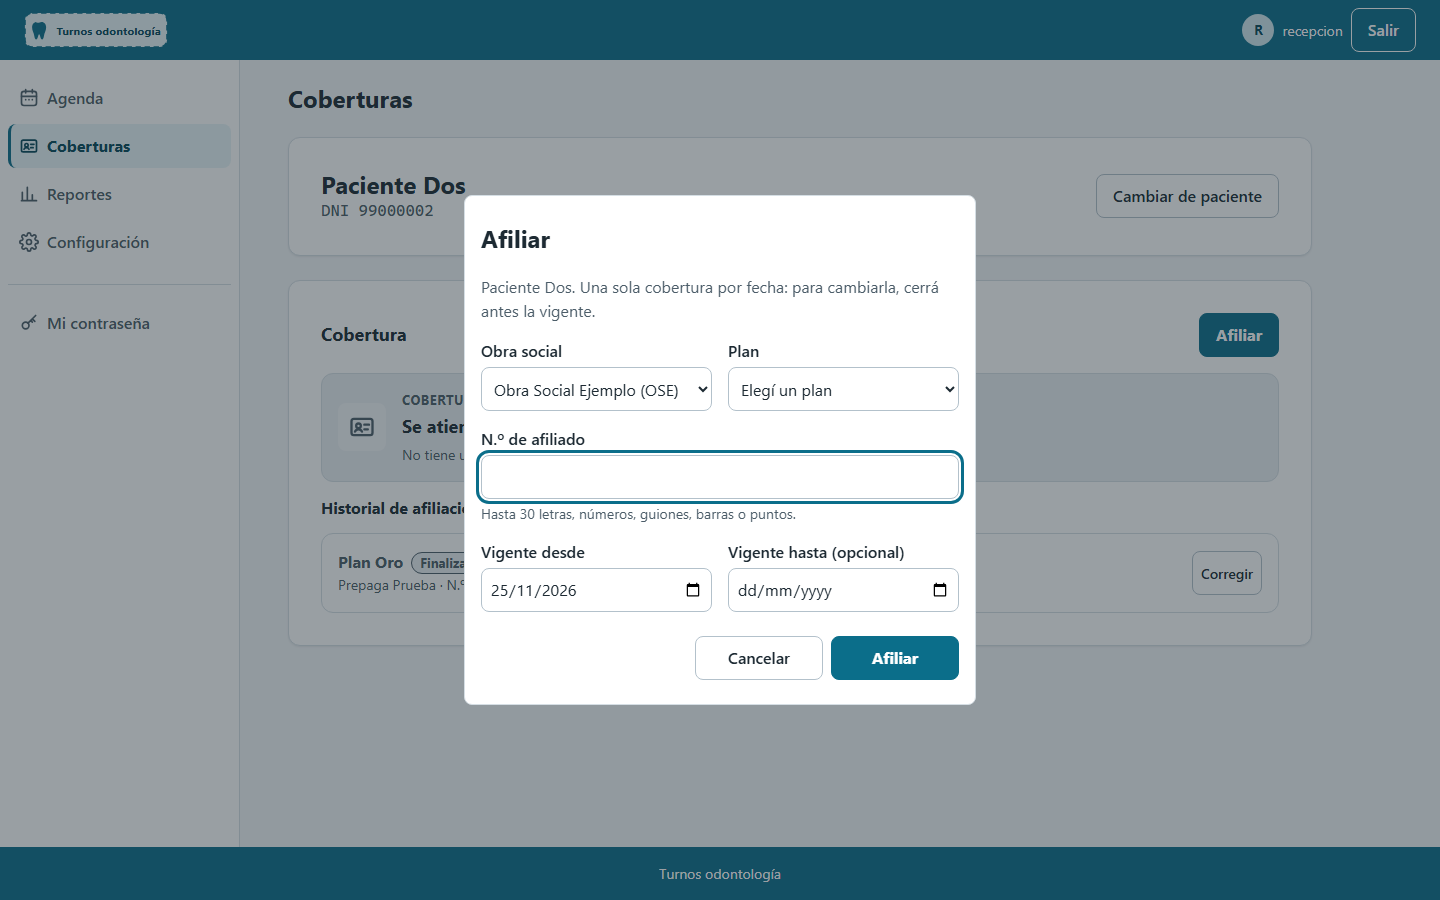 Turnos odontología
R
recepcion
Salir
Agenda
Coberturas
Reportes
Configuración
Mi contraseña
Coberturas
Paciente Dos
DNI 99000002
Cambiar de paciente
Cobertura
Afiliar
No tiene
Historial de
Plan Oro
Prepaga Prueba · N.º
Corregir
Afiliar
Paciente Dos. Una sola cobertura por fecha: para cambiarla, cerrá
antes la vigente.
Obra social
Plan
Obra Social Ejemplo (OSE)
Elegí un plan
N.º de afiliado
Hasta 30 letras, números, guiones, barras o puntos.
Vigente desde
Vigente hasta (opcional)
25/11/2026
dd/mm/yyyy
Cancelar
Afiliar
Turnos odontología